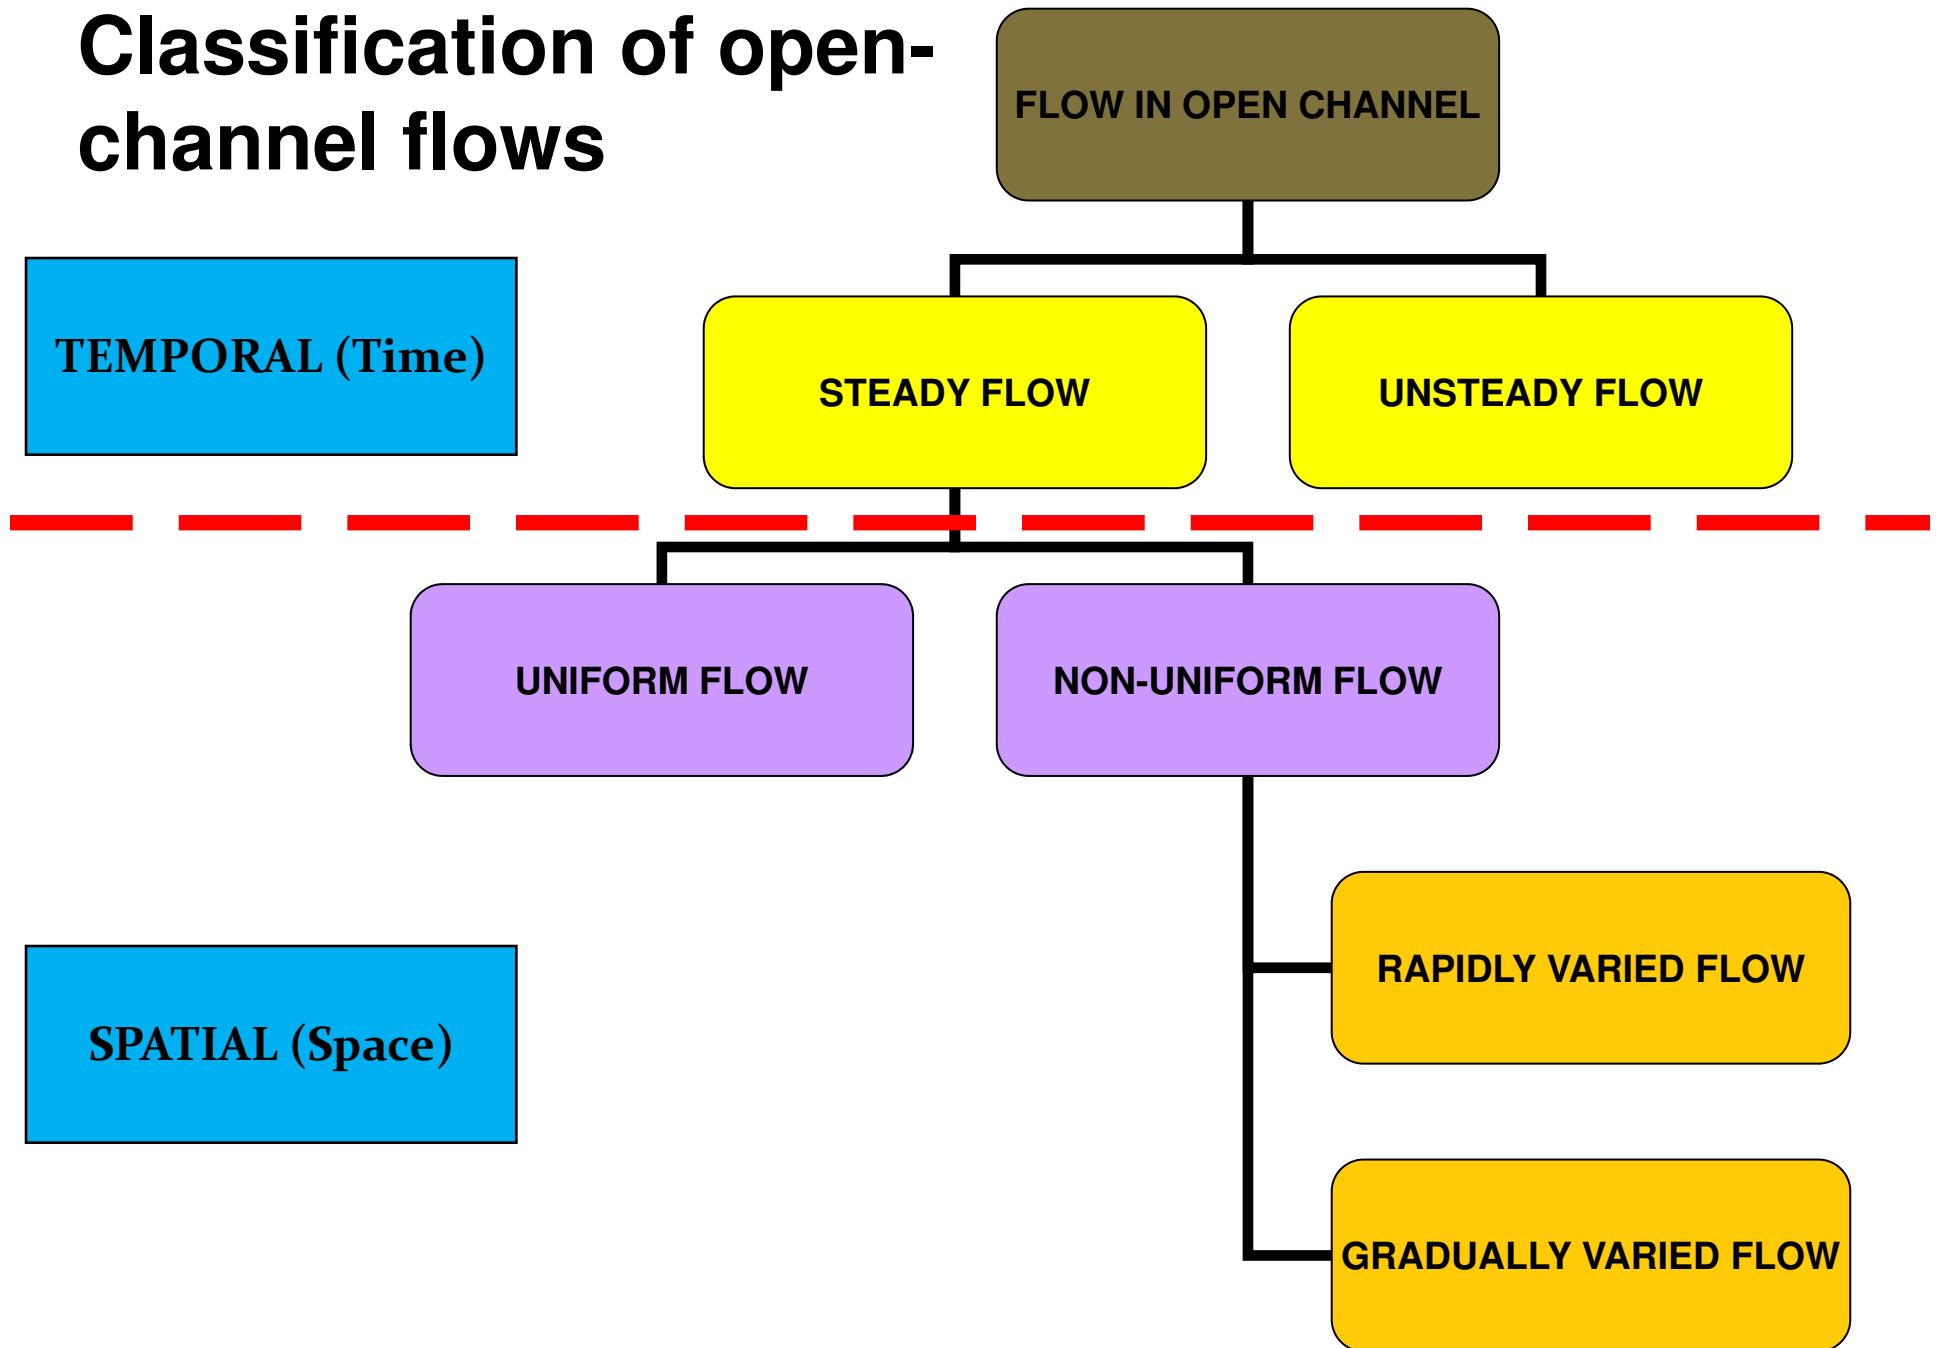 Classification of open-
channel flows
FLOW IN OPEN CHANNEL
TEMPORAL (Time)
STEADY FLOW
UNSTEADY FLOW
UNIFORM FLOW
NON-UNIFORM FLOW
RAPIDLY VARIED FLOW
SPATIAL (Space)
GRADUALLY VARIED FLOW